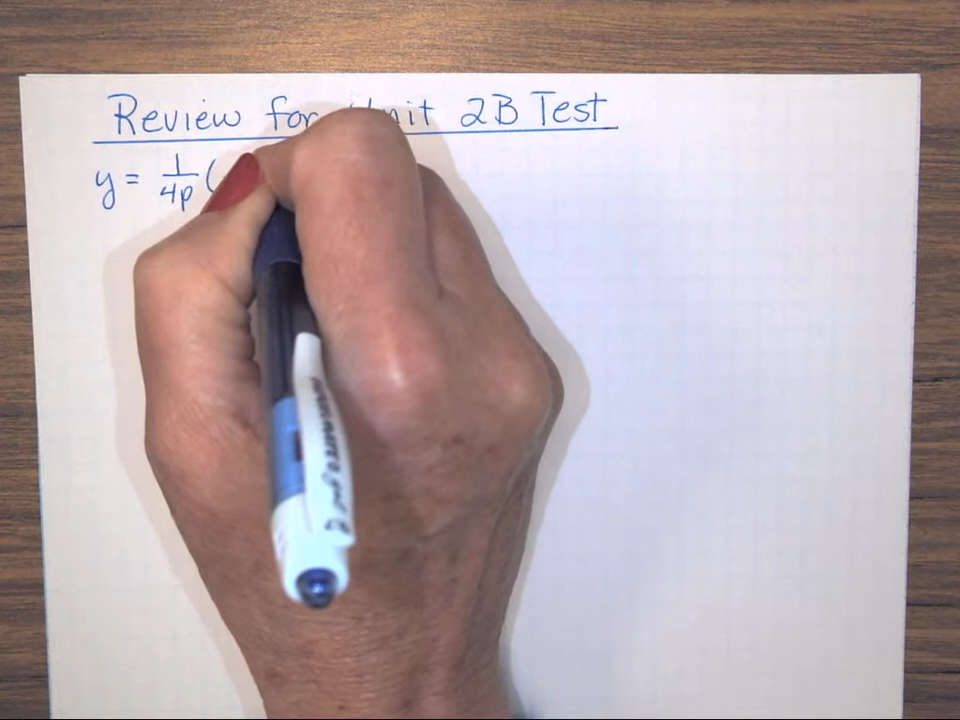 Review for Unit 2B Test
y = 1/4p (